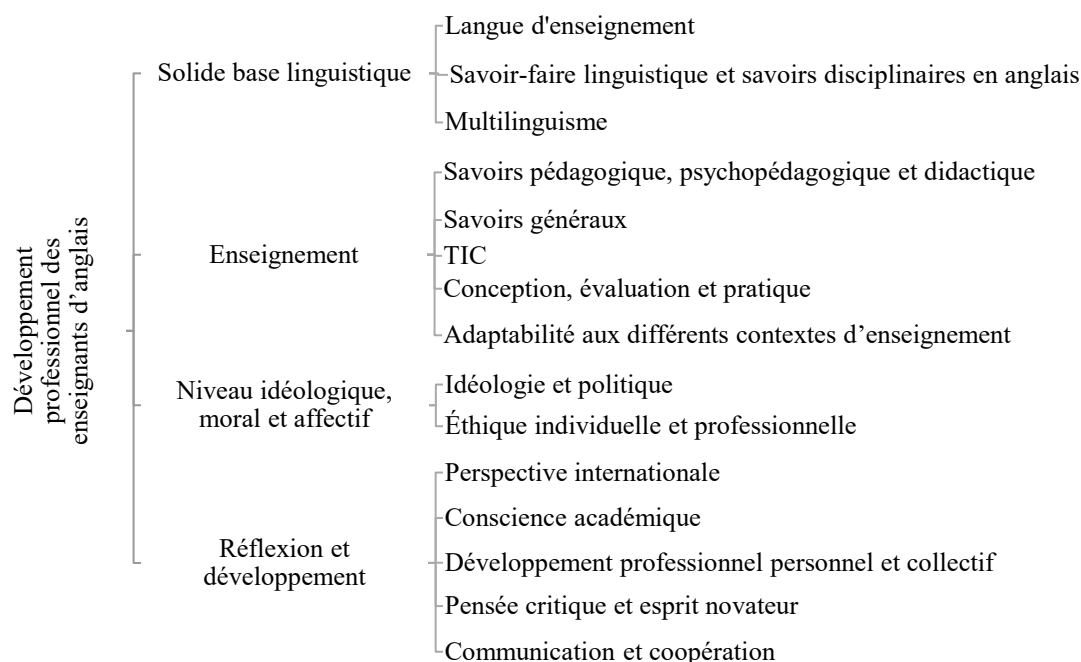 Développement
professionnel des
enseignants d’anglais
Solide base linguistique
Langue d'enseignement
Savoir-faire linguistique et savoirs disciplinaires en anglais
Multilinguisme
Enseignement
Savoirs pédagogique, psychopédagogique et didactique
Savoirs généraux
TIC
Conception, évaluation et pratique
Adaptabilité aux différents contextes d’enseignement
Niveau idéologique,
moral et affectif
Idéologie et politique
Éthique individuelle et professionnelle
Réflexion et
développement
Perspective internationale
Conscience académique
Développement professionnel personnel et collectif
Pensée critique et esprit novateur
Communication et coopération